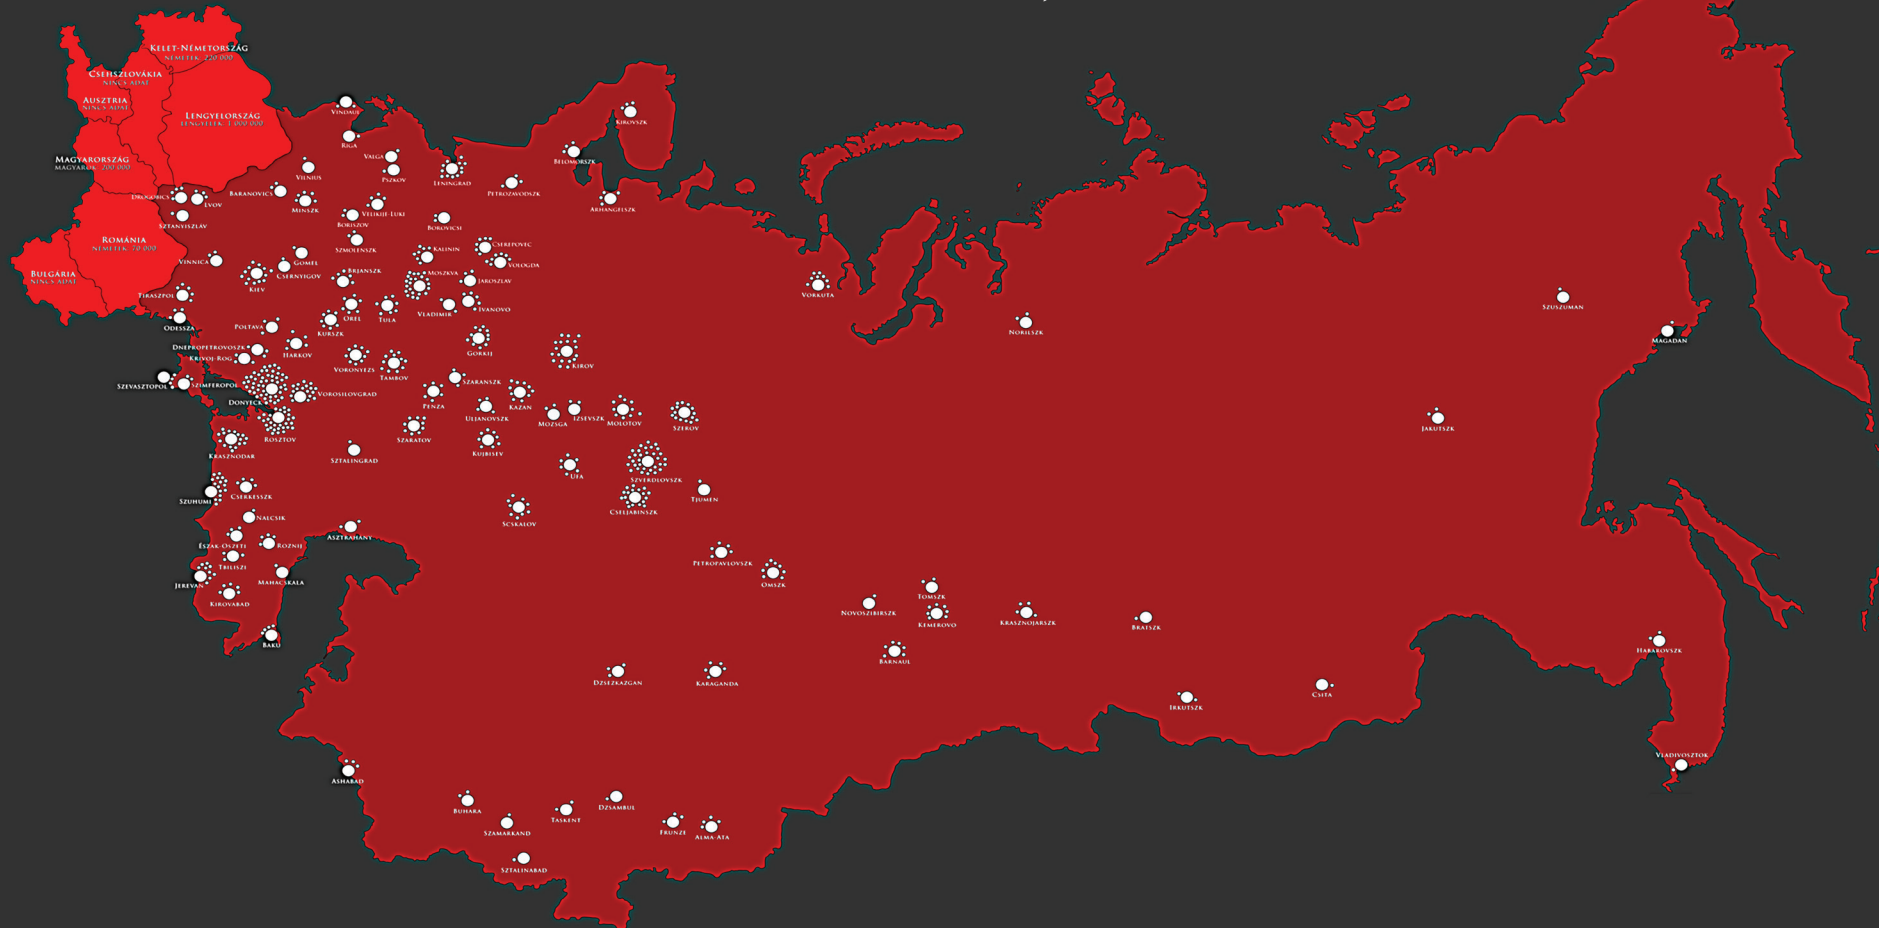 KELET-NÉMETORSZÁG
NÉMETEK: 220 000
CSEHSZLOVÁKIA
NINCS ADAT
AUSZTRIA
NINCS ADAT
LENGYELORSZÁG
LENGYELEK: 1 000 000
MAGYARORSZÁG
MAGYAROK: 200 000
ROMÁNIA
NÉMETEK: 70 000
BULGÁRIA
NINCS ADAT
VINDAUS
RIGA
VALGA
PSZKOV
VILNIUS
LENINGRÁD
BELOMORSZK
KIROVSZK
PETROZAVODSZK
ARHANGELSZK
DROGOBICS
LVOV
SZTANYISZLÁV
BARANOVICS
MINSZK
VELIKIJE-LUKI
BORISZOV
BOROVICSI
SZMOLENSZK
VINNICA
GOMEL
CSERNYIGOV
KIEV
BRJANSZK
KALININ
CSEREPOVEC
VOLOGDA
MOSZKVA
JAROSZLAV
TIRASZPOL
ODESSZA
POLTAVA
KURSZK
OREL
TULA
VLADIMIR
IVANOVO
VORKUTA
NORILSZK
SZUSZUMAN
MAGADAN
DNEPROPETROVOSZK
KRIVOJ-ROG
HARKOV
VORONYEZS
TAMBOV
GORKIJ
KIROV
SZEVASZTOPOL
SZIMFEROPOL
DONYECK
VOROSILOVGRAD
PENZA
SZARANSZK
KAZAN
ULJANOVSZK
MOZSGA
IZSEVSZK
MOLOTOV
SZEROV
JAKUTSZK
ROSZTOV
SZARATOV
KUJBISEV
KRASZNODAR
SZTALINGRAD
UFA
SZVERDLOVSZK
TJUMEN
SZUHUMI
CSERKESSZK
SCSKALOV
CSELJABINSZK
NALCSIK
ÉSZAK-OSZETI
ROZNIJ
ASZTRAHÁNY
TBILISZI
JEREVAN
MAHACSKALA
KIROVABAD
BAKU
PETROPAVLOVSZK
OMSZK
NOVOSZIBIRSZK
TOMSZK
KEMEROVO
KRASZNOJARSZK
BRATSZK
BARNAUL
HABAROVSZK
DZSEZKAZGAN
KARAGANDA
IRKUTSZK
CSITA
VLADIVOSZTOK
ASHABAD
BUHARA
SZAMARKAND
TASKENT
DZSAMBUL
FRUNZE
ALMA-ATA
SZTALINABAD